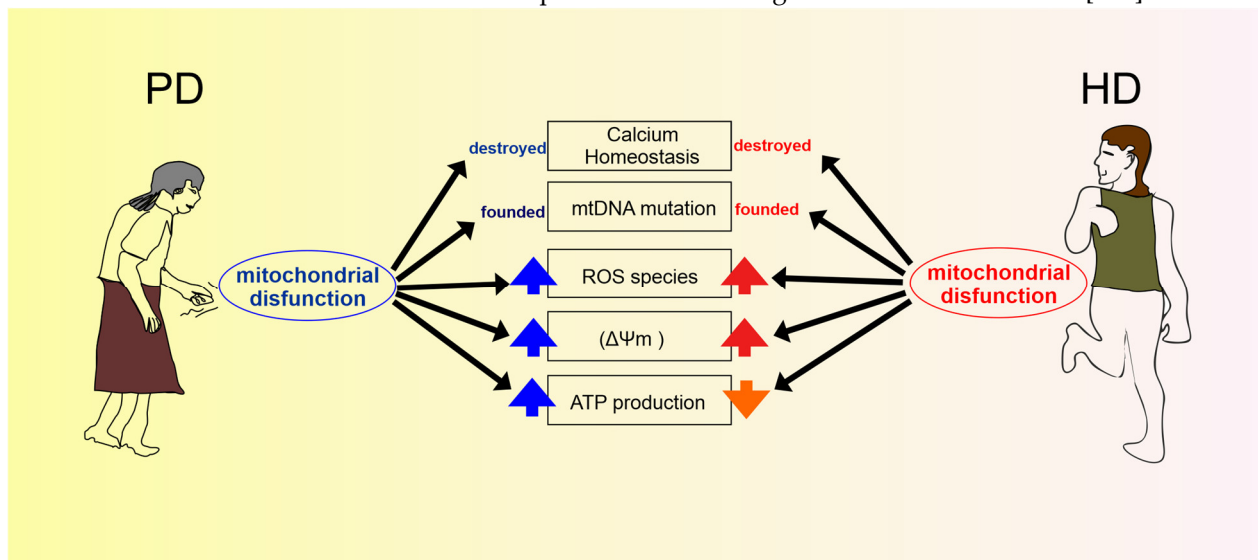 PD
HD
destroyed
Calcium
Homeostasis
destroyed
founded
mtDNA mutation
founded
mitochondrial
disfunction
ROS species
mitochondrial
disfunction
(ΔΨm )
ATP production